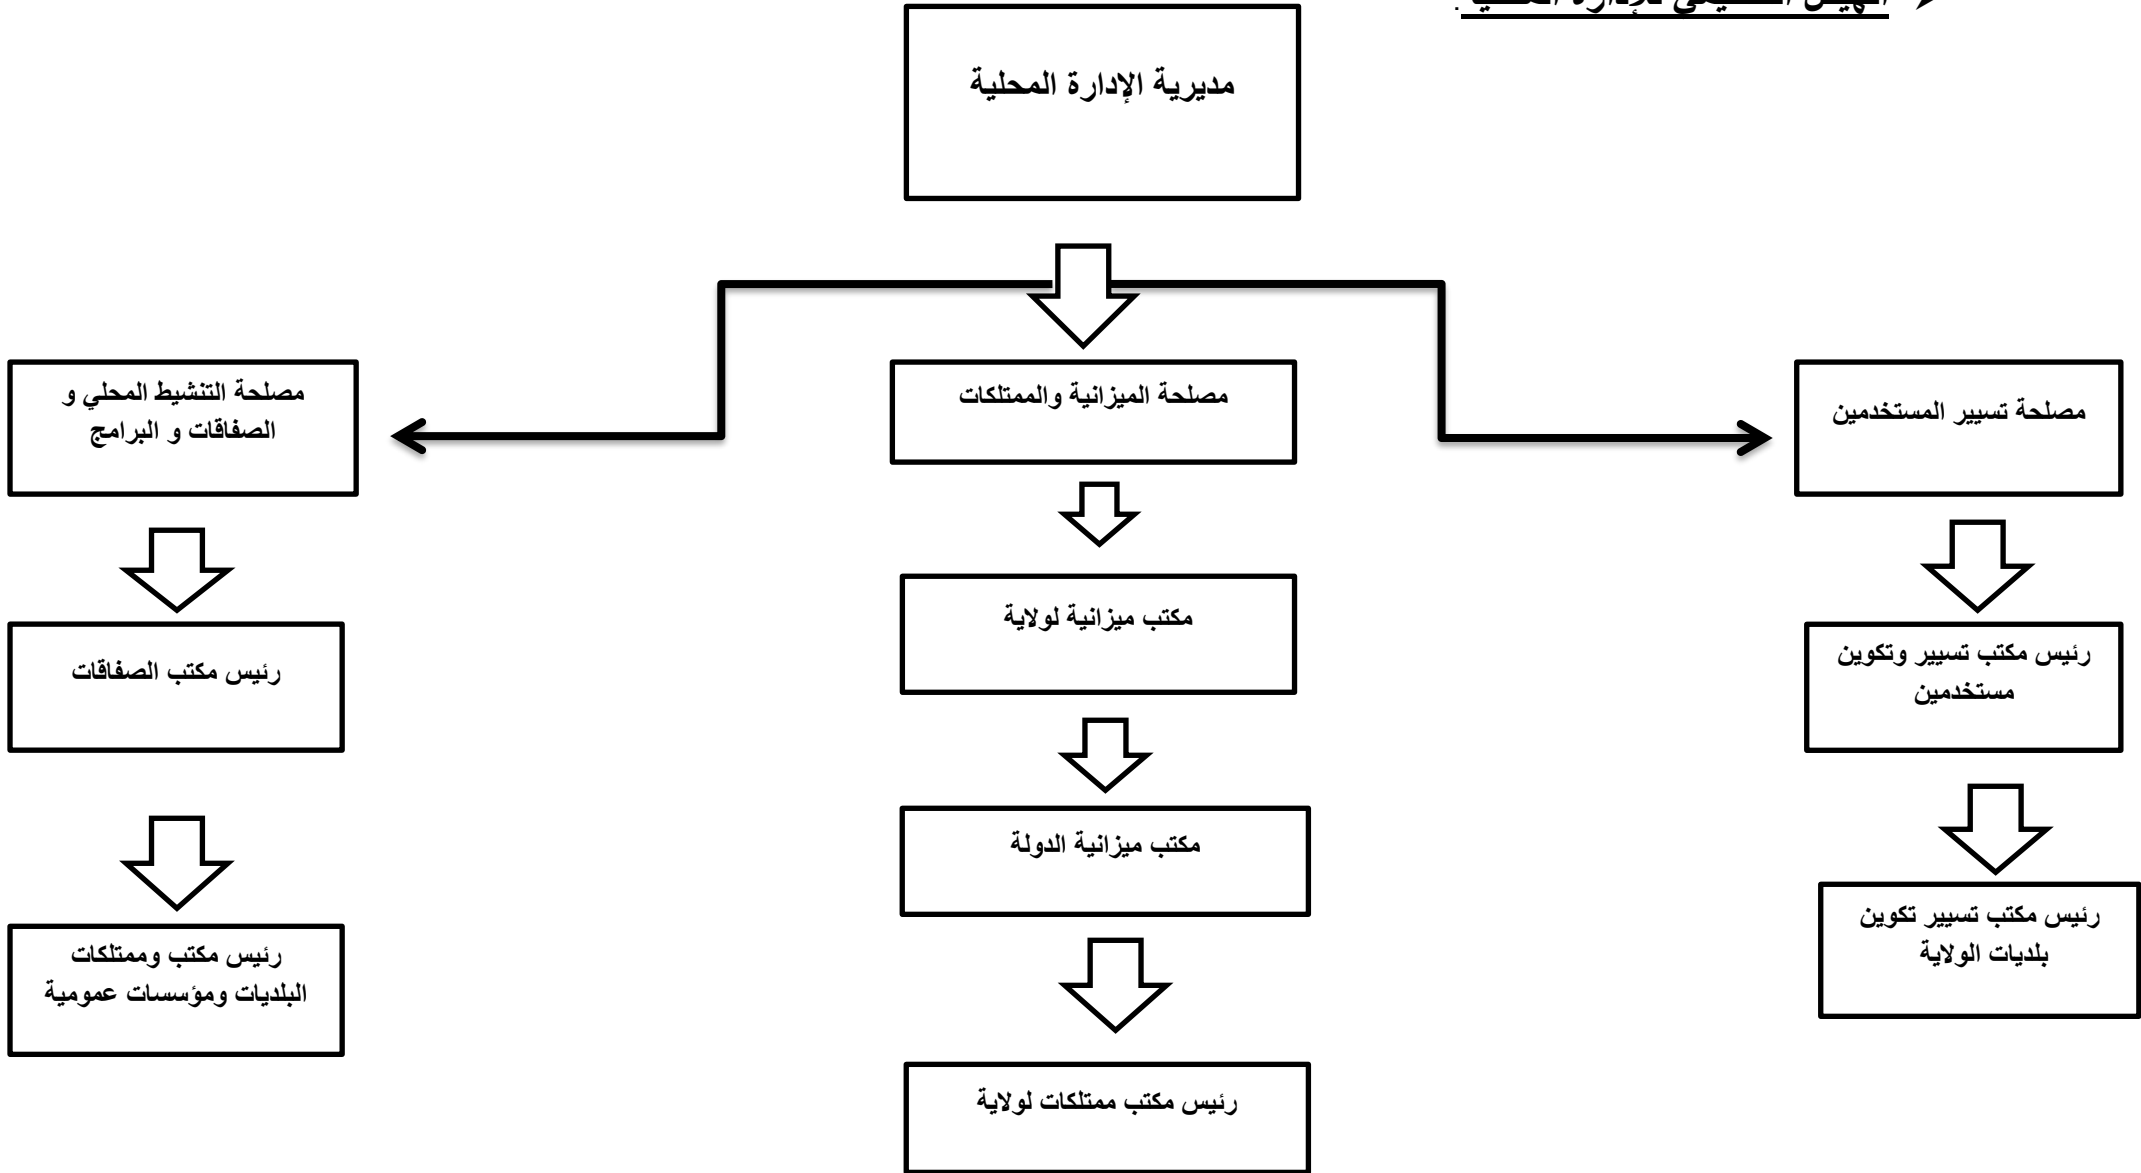 مديرية الإدارة المحلية
مصلحة تسيير المستخدمين
مصلحة الميزانية والممتلكات
مصلحة التنشيط المحلي و
الصفاقات و البرامج
رئيس مكتب تسيير وتكوين
مستخدمين
مكتب ميزانية لولاية
رئيس مكتب الصفاقات
رئيس مكتب تسيير تكوين
بلديات الولاية
مكتب ميزانية الدولة
رئيس مكتب وممتلكات
البلديات ومؤسسات عمومية
رئيس مكتب ممتلكات لولاية